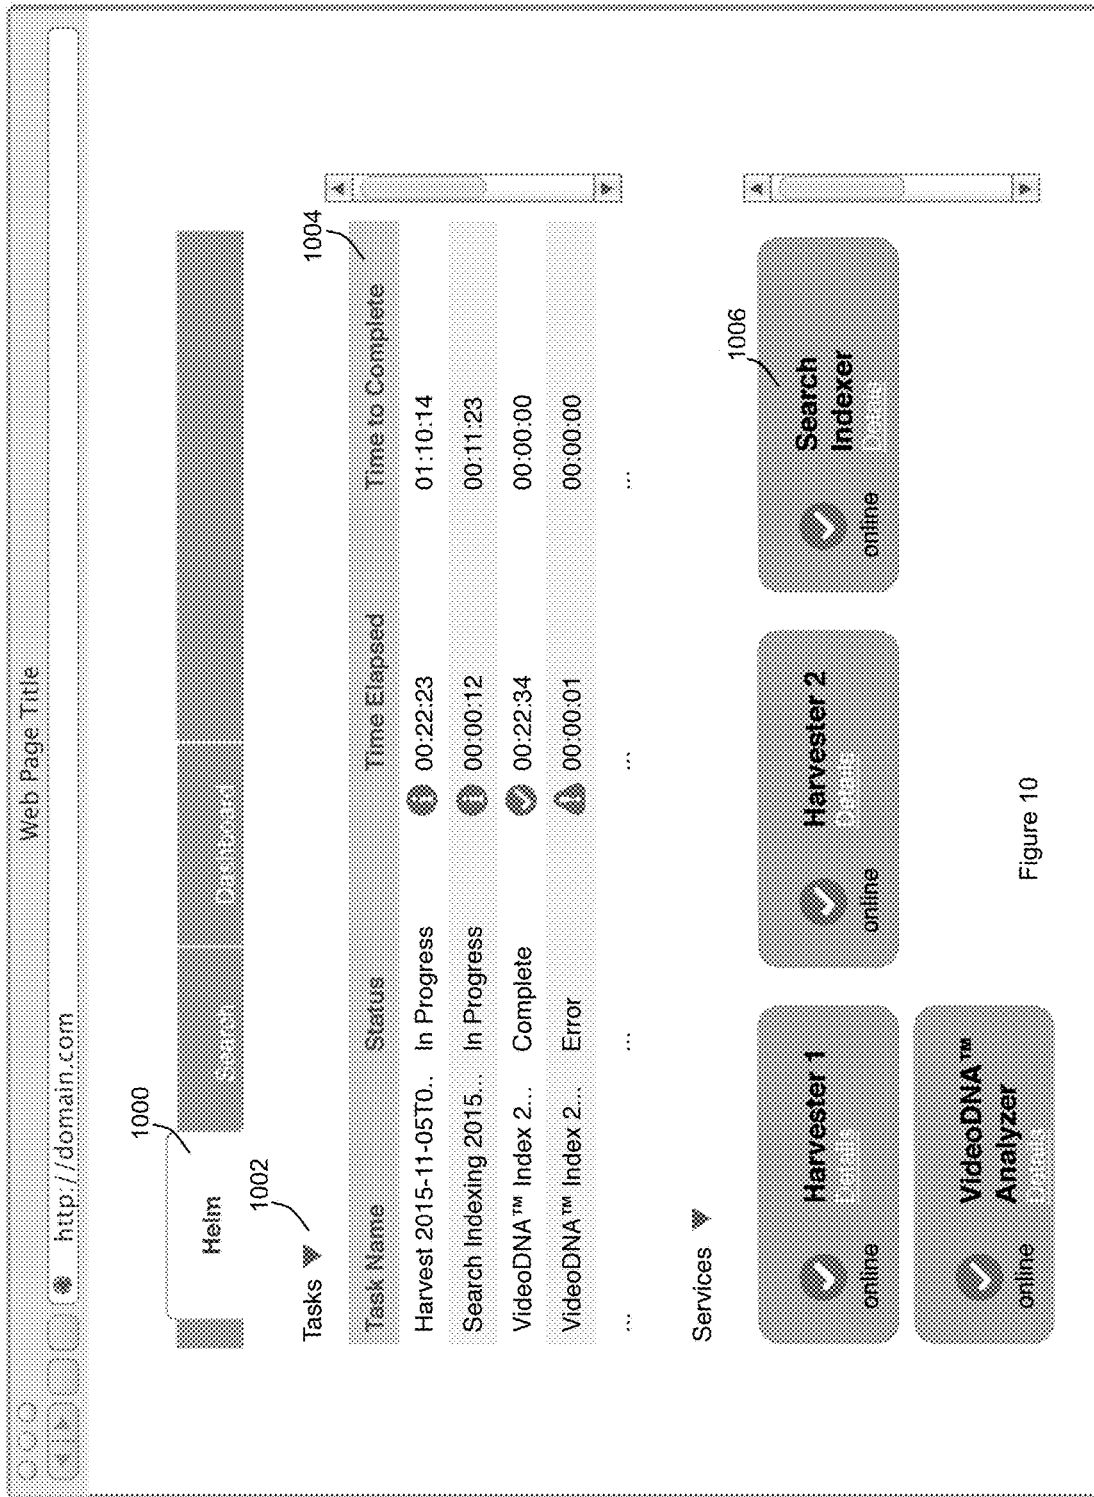 Web Page Title
http://domain.com
1000
Helm
Search
Dashboard
1002
Tasks
1004
Task Name Status Time Elapsed Time to Complete
Harvest 2015-11-05T0.. In Progress 00:22:23 01:10:14
Search Indexing 2015... In Progress 00:00:12 00:11:23
VideoDNA™ Index 2... Complete 00:22:34 00:00:00
VideoDNA™ Index 2... Error 00:00:01 00:00:00
... ... ... ...
Services
1006
Harvester 1
Details
online
Harvester 2
Details
online
Search
Indexer
Details
online
VideoDNA™
Analyzer
Details
online
Figure 10